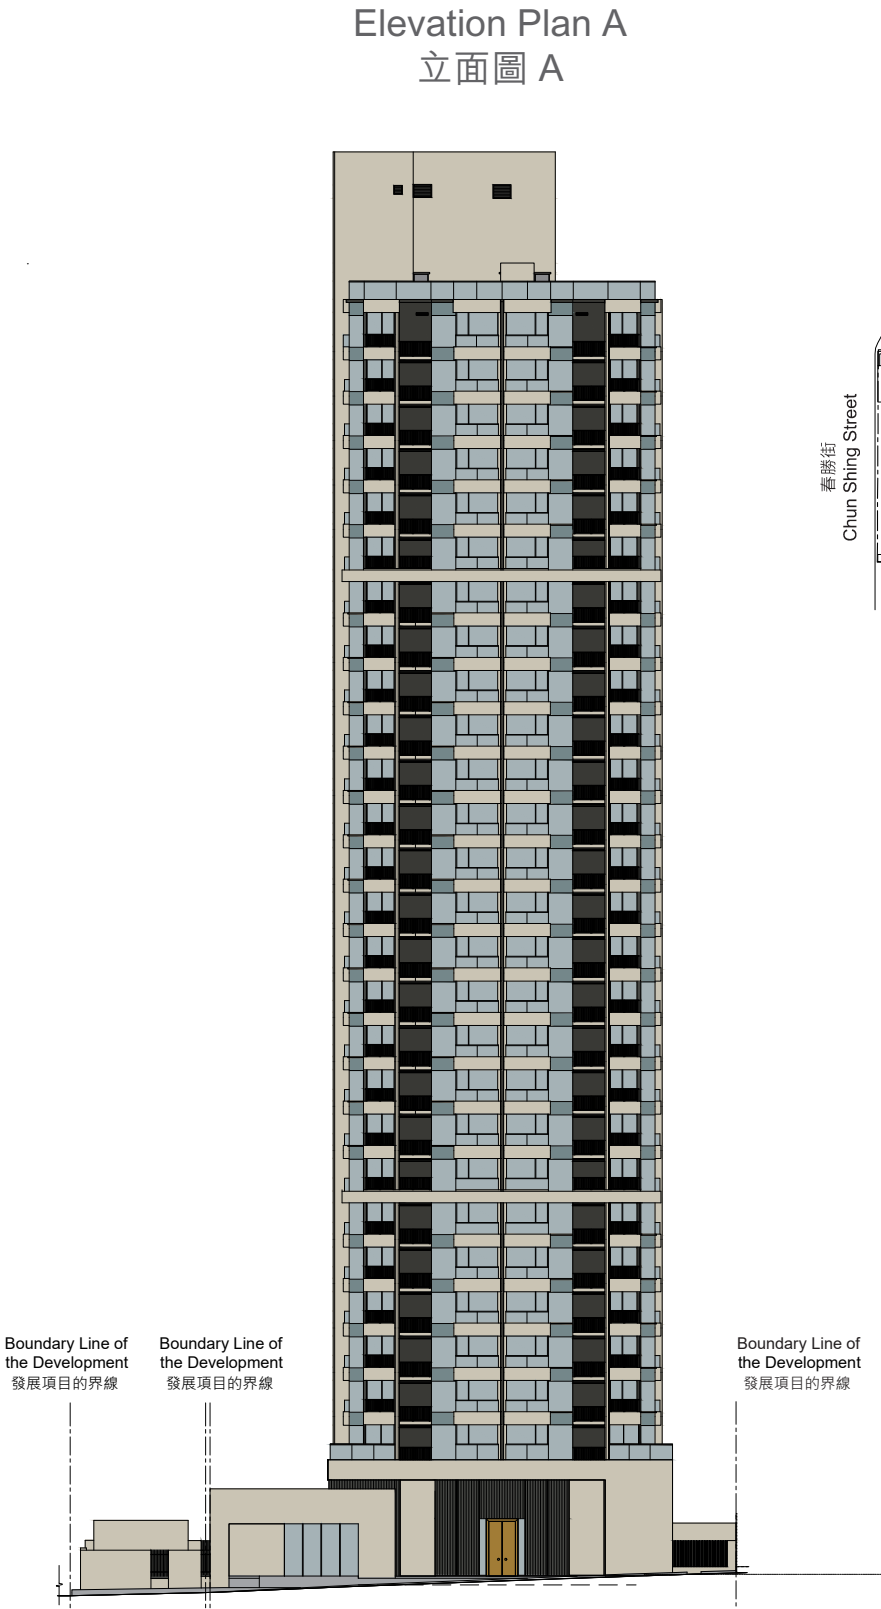 Elevation Plan A
立面圖 A
春勝街
Chun Shing Street
Boundary Line of
the Development
發展項目的界線
Boundary Line of
the Development
發展項目的界線
Boundary Line of
the Development
發展項目的界線